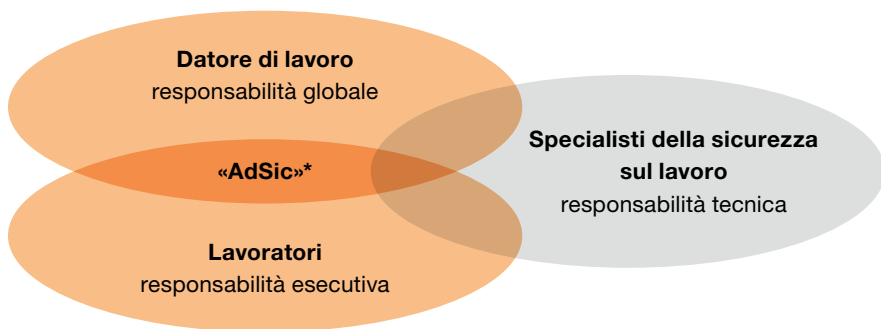 Datore di lavoro
responsabilità globale
«AdSic»*
Lavoratori
responsabilità esecutiva
Specialisti della sicurezza
sul lavoro
responsabilità tecnica